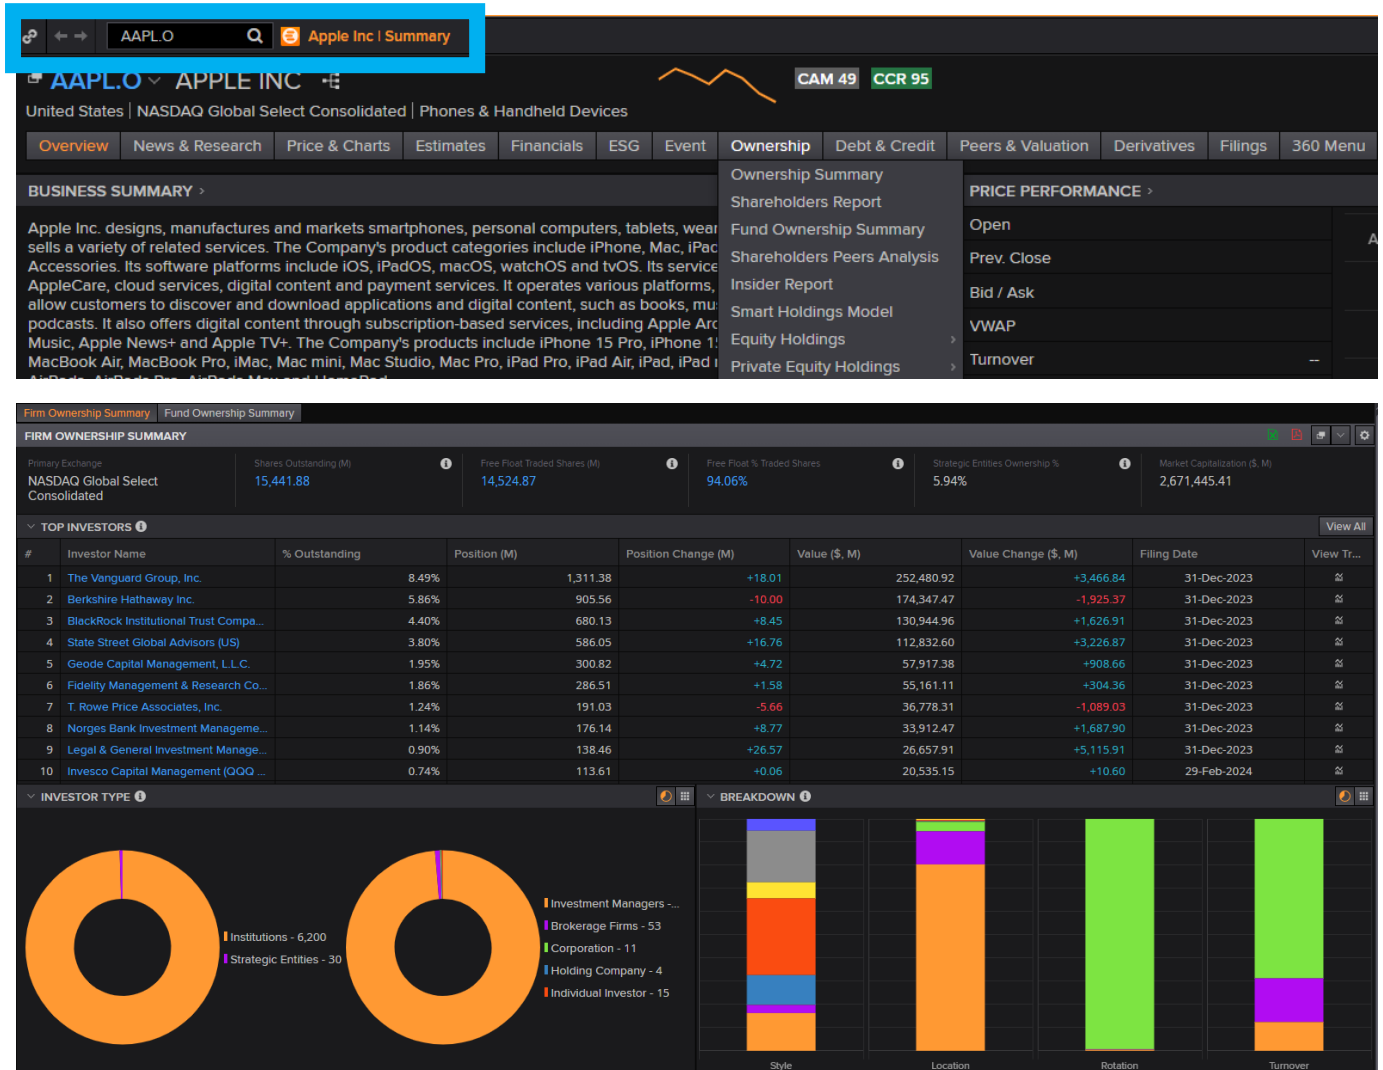 AAPL.O Apple Inc | Summary
AAPL.O APPLE INC CAM 49 CCR 95
United States | NASDAQ Global Select Consolidated | Phones & Handheld Devices
Overview News & Research Price & Charts Estimates Financials ESG Event Ownership Debt & Credit Peers & Valuation Derivatives Filings 360 Menu
Ownership Summary
Shareholders Report
Fund Ownership Summary
Shareholders Peers Analysis
Insider Report
Smart Holdings Model
Equity Holdings
Private Equity Holdings
BUSINESS SUMMARY
Apple Inc. designs, manufactures and markets smartphones, personal computers, tablets, wear
sells a variety of related services. The Company's product categories include iPhone, Mac, iPad
Accessories. Its software platforms include iOS, iPadOS, macOS, watchOS and tvOS. Its service
AppleCare, cloud services, digital content and payment services. It operates various platforms,
allow customers to discover and download applications and digital content, such as books, mu
podcasts. It also offers digital content through subscription-based services, including Apple Arc
Music, Apple News+ and Apple TV+. The Company's products include iPhone 15 Pro, iPhone 1
MacBook Air, MacBook Pro, iMac, Mac mini, Mac Studio, Mac Pro, iPad Pro, iPad Air, iPad, iPad
PRICE PERFORMANCE
Open
Prev. Close
Bid / Ask
VWAP
Turnover --
A
Firm Ownership Summary Fund Ownership Summary
FIRM OWNERSHIP SUMMARY
Primary Exchange Shares Outstanding (M) Free Float Traded Shares (M) Free Float % Traded Shares Strategic Entities Ownership % Market Capitalization ($, M)
NASDAQ Global Select 15,441.88 14,524.87 94.06% 5.94% 2,671,445.41
Consolidated
TOP INVESTORS View All
# Investor Name % Outstanding Position (M) Position Change (M) Value ($, M) Value Change ($, M) Filing Date View Tr...
1 The Vanguard Group, Inc. 8.49% 1,311.38 +18.01 252,480.92 +3,466.84 31-Dec-2023
2 Berkshire Hathaway Inc. 5.86% 905.56 -10.00 174,347.47 -1,925.37 31-Dec-2023
3 BlackRock Institutional Trust Compa... 4.40% 680.13 +8.45 130,944.96 +1,626.91 31-Dec-2023
4 State Street Global Advisors (US) 3.80% 586.05 +16.76 112,832.60 +3,226.87 31-Dec-2023
5 Geode Capital Management, L.L.C. 1.95% 300.82 +4.72 57,917.38 +908.66 31-Dec-2023
6 Fidelity Management & Research Co... 1.86% 286.51 +1.58 55,161.11 +304.36 31-Dec-2023
7 T. Rowe Price Associates, Inc. 1.24% 191.03 -5.66 36,778.31 -1,089.03 31-Dec-2023
8 Norges Bank Investment Manageme... 1.14% 176.14 +8.77 33,912.47 +1,687.90 31-Dec-2023
9 Legal & General Investment Manage... 0.90% 138.46 +26.57 26,657.91 +5,115.91 31-Dec-2023
10 Invesco Capital Management (QQQ ... 0.74% 113.61 +0.06 20,535.15 +10.60 29-Feb-2024
INVESTOR TYPE
Institutions - 6,200
Strategic Entities - 30
Investment Managers -...
Brokerage Firms - 53
Corporation - 11
Holding Company - 4
Individual Investor - 15
BREAKDOWN
Style Location Rotation Turnover